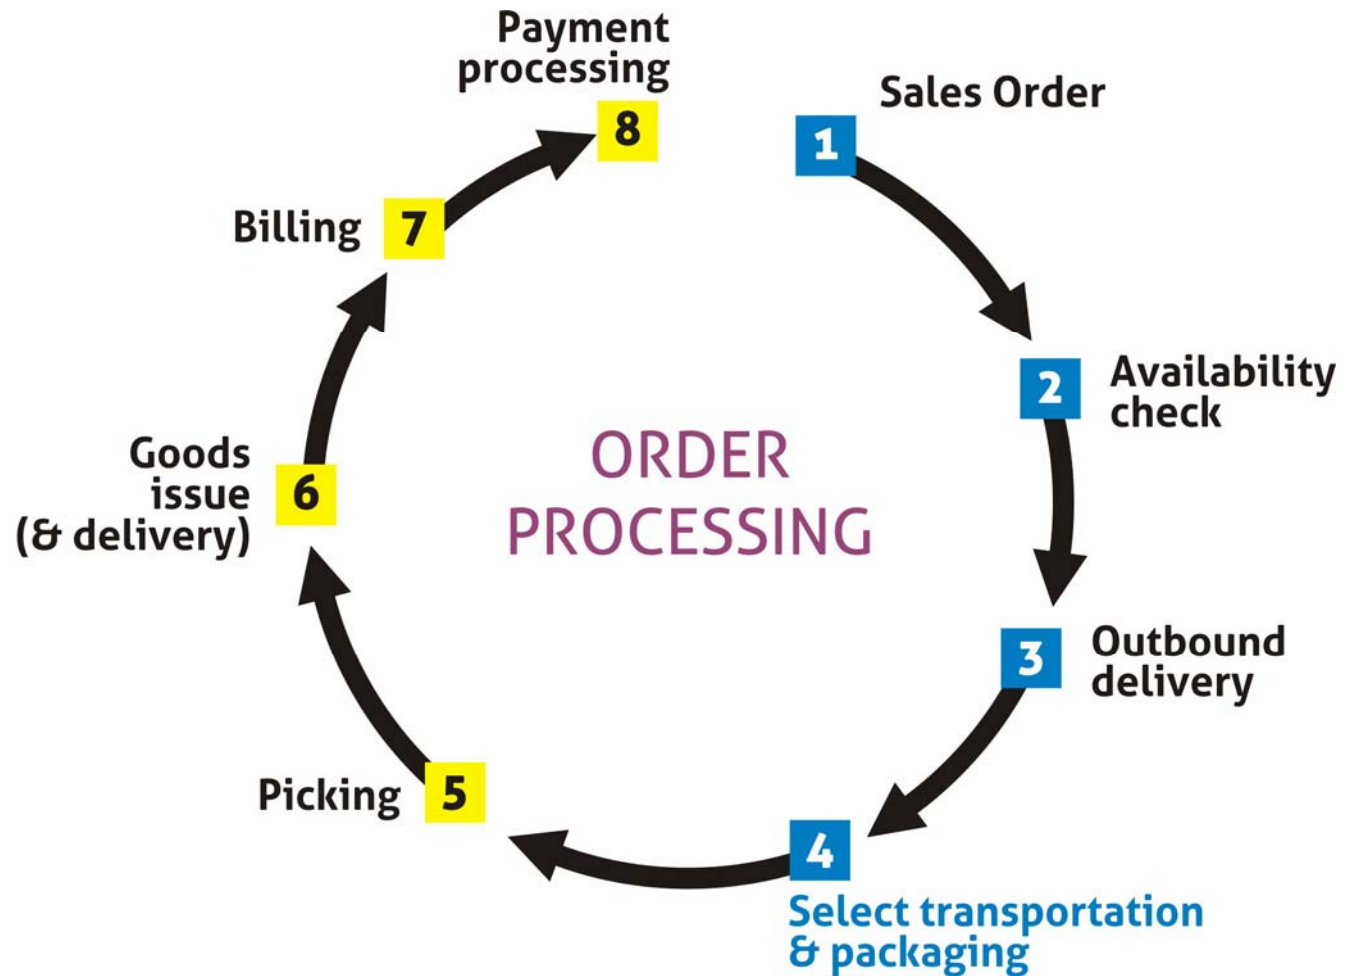 Payment
processing
8
Sales Order
1
Billing
7
Availability
check
2
Goods
issue
(& delivery)
6
ORDER
PROCESSING
Outbound
delivery
3
Picking
5
4
Select transportation
& packaging